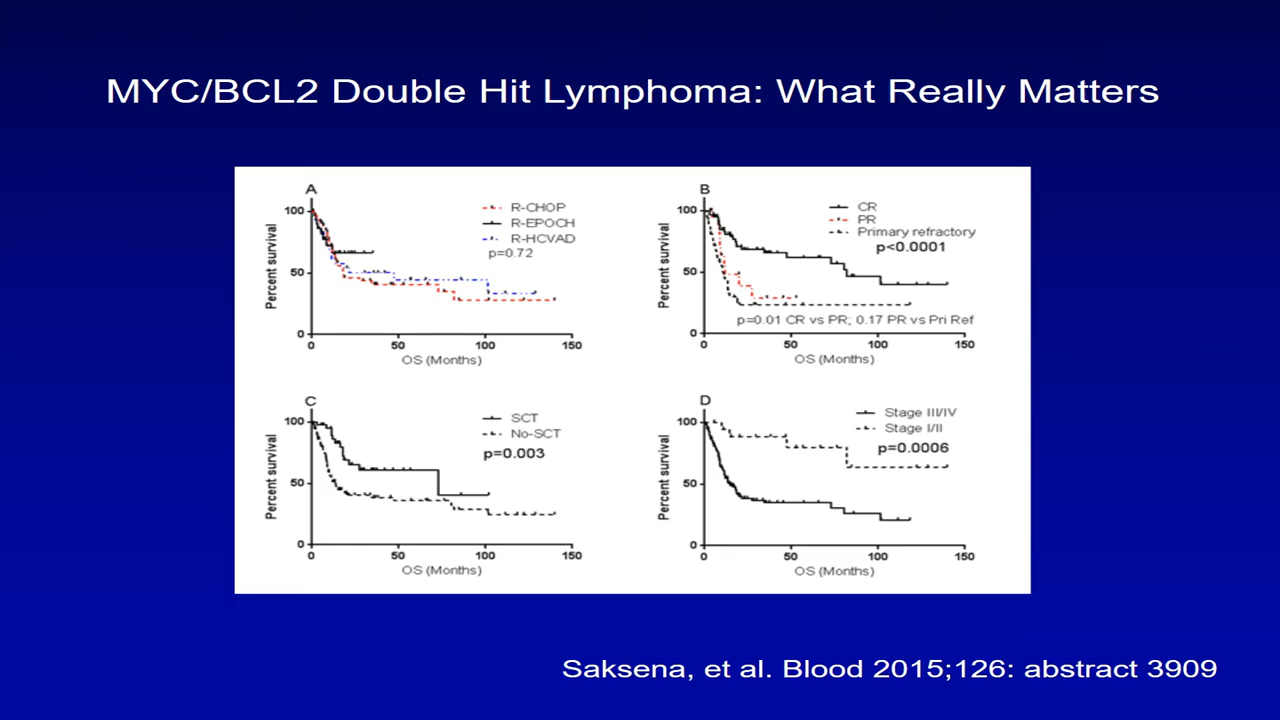 MYC/BCL2 Double Hit Lymphoma: What Really Matters
A
R-CHOP
R-EPOCH
R-HCVAD
p=0.72
100
50
0
Percent survival
0 50 100 150
OS (Months)
B
CR
PR
Primary refractory
p<0.0001
100
50
0
Percent survival
p=0.01 CR vs PR; 0.17 PR vs Pri Ref
0 50 100 150
OS (Months)
C
SCT
No-SCT
p=0.003
100
50
0
Percent survival
0 50 100 150
OS (Months)
D
Stage III/IV
Stage I/II
p=0.0006
100
50
0
Percent survival
0 50 100 150
OS (Months)
Saksena, et al. Blood 2015;126: abstract 3909